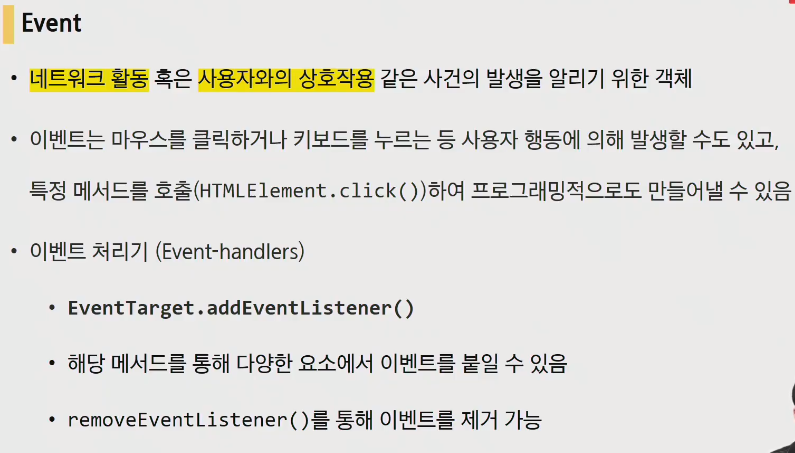 Event
• 네트워크 활동 혹은 사용자와의 상호작용 같은 사건의 발생을 알리기 위한 객체
• 이벤트는 마우스를 클릭하거나 키보드를 누르는 등 사용자 행동에 의해 발생할 수도 있고,
특정 메서드를 호출(HTMLElement.click())하여 프로그래밍적으로도 만들어낼 수 있음
• 이벤트 처리기 (Event-handlers)
• EventTarget.addEventListener()
• 해당 메서드를 통해 다양한 요소에서 이벤트를 붙일 수 있음
• removeEventListener()를 통해 이벤트를 제거 가능